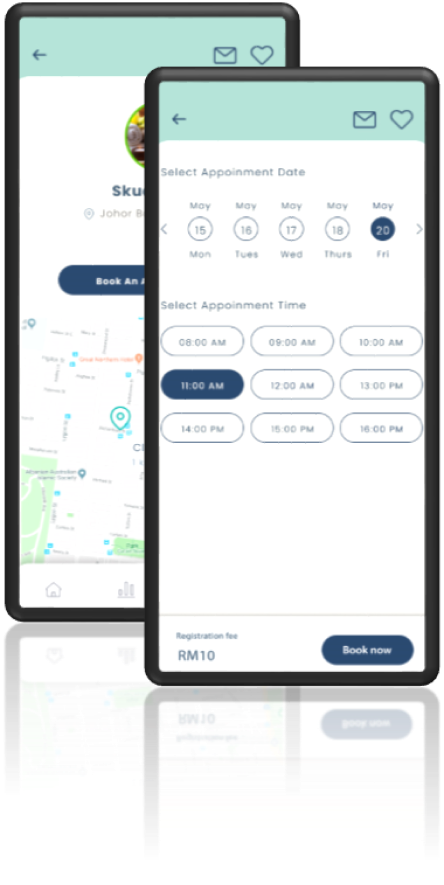 Sku
Johor B
Book An A
Select Appoinment Date
May May May May May
15 16 17 18 20
Mon Tues Wed Thurs Fri
Select Appoinment Time
08:00 AM 09:00 AM 10:00 AM
11:00 AM 12:00 AM 13:00 PM
14:00 PM 15:00 PM 16:00 PM
Registration fee
RM10 Book now